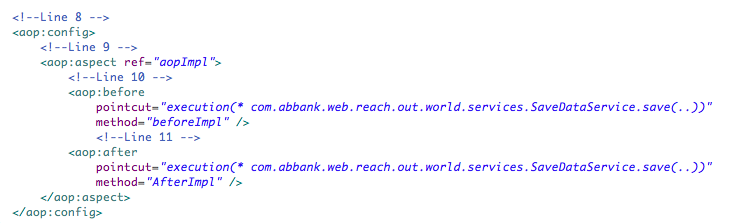 <!--Line 8 -->
<aop:config>
<!--Line 9 -->
<aop:aspect ref="aopImpl">
<!--Line 10 -->
<aop:before
pointcut="execution(* com.abbank.web.reach.out.world.services.SaveDataService.save(..))"
method="beforeImpl" />
<!--Line 11 -->
<aop:after
pointcut="execution(* com.abbank.web.reach.out.world.services.SaveDataService.save(..))"
method="AfterImpl" />
</aop:aspect>
</aop:config>